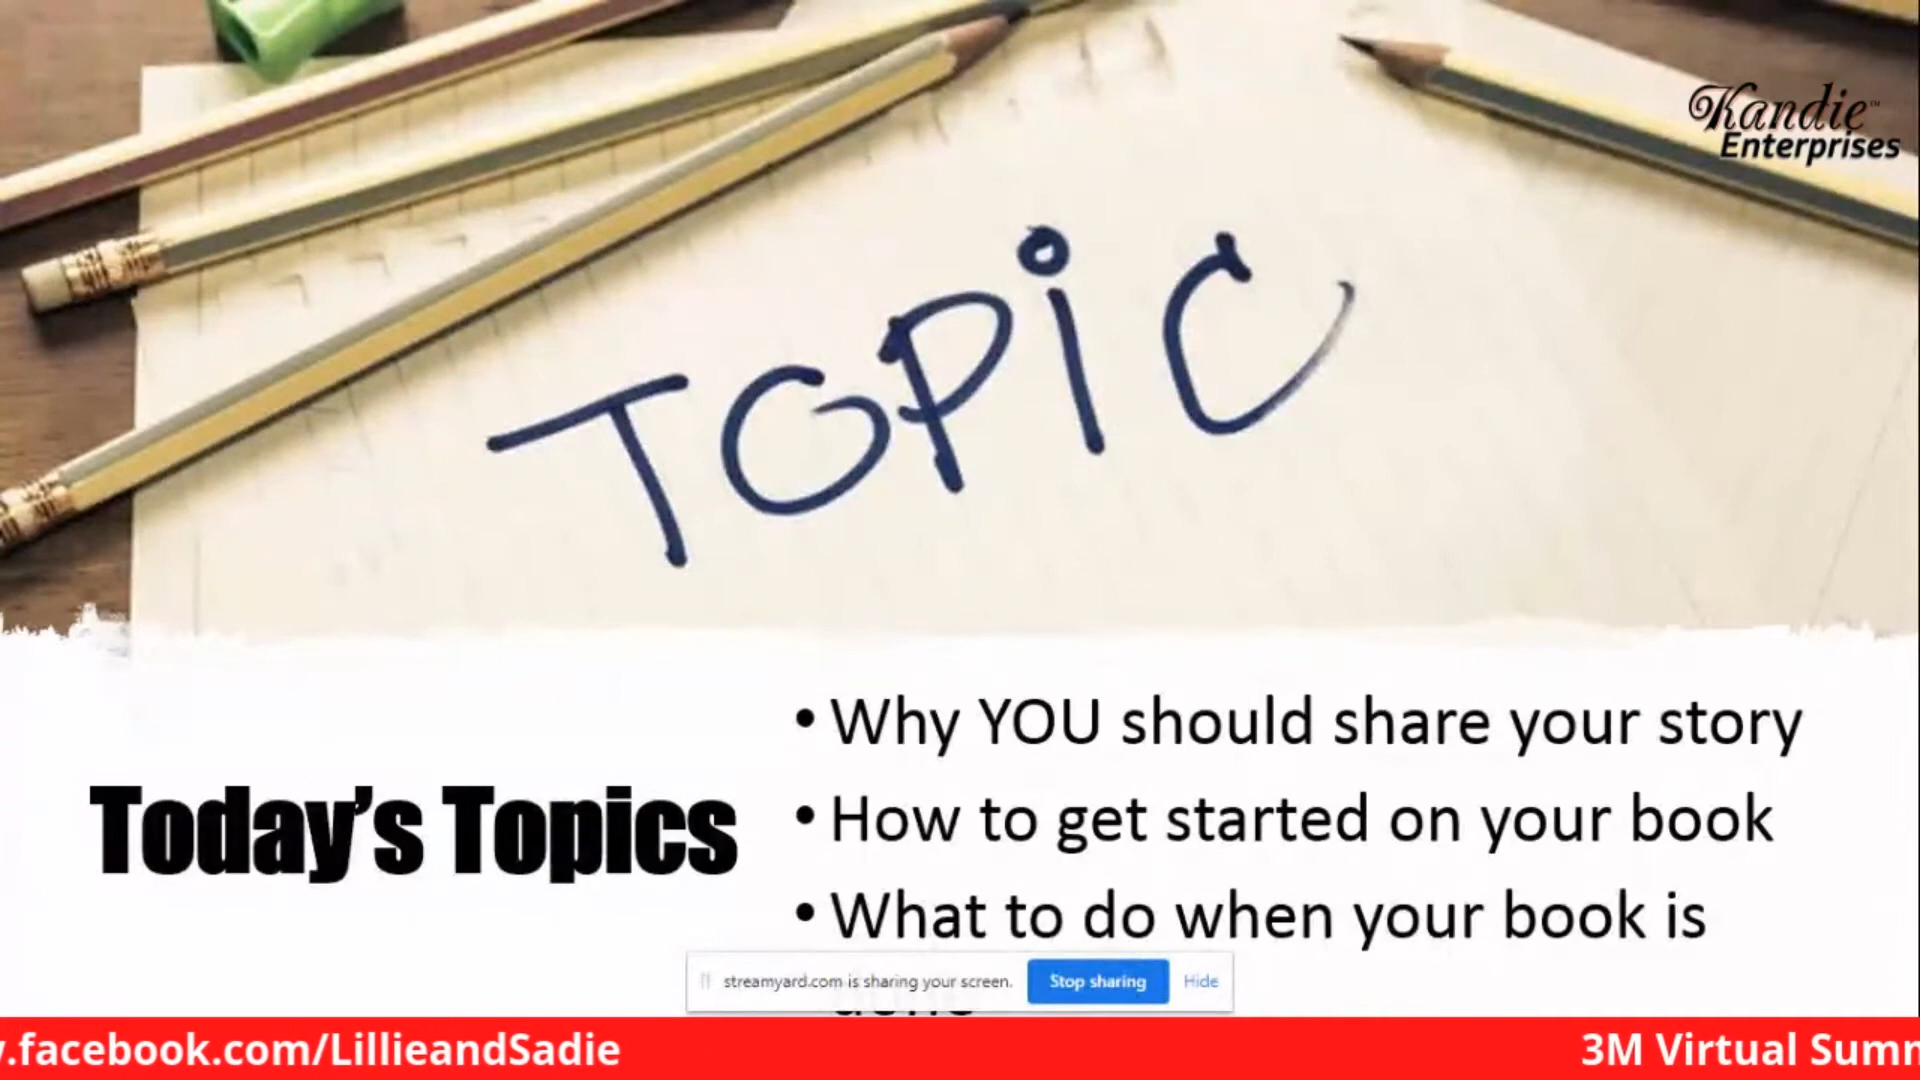 Kandie™
Enterprises
TOPiC
Today's Topics
• Why YOU should share your story
• How to get started on your book
• What to do when your book is
streamyard.com is sharing your screen. Stop sharing Hide
.facebook.com/LillieandSadie
3M Virtual